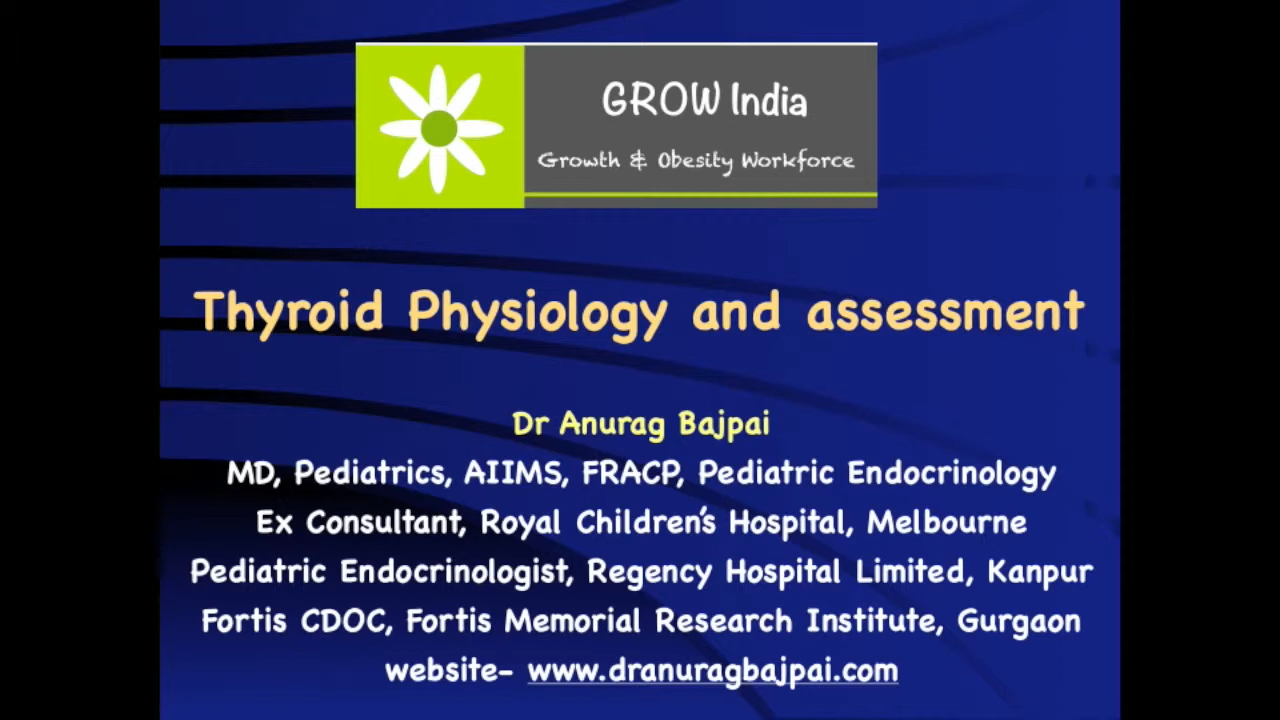 GROW India
Growth & Obesity Workforce
Thyroid Physiology and assessment
Dr Anurag Bajpai
MD, Pediatrics, AIIMS, FRACP, Pediatric Endocrinology
Ex Consultant, Royal Children's Hospital, Melbourne
Pediatric Endocrinologist, Regency Hospital Limited, Kanpur
Fortis CDOC, Fortis Memorial Research Institute, Gurgaon
website- www.dranuragbajpai.com